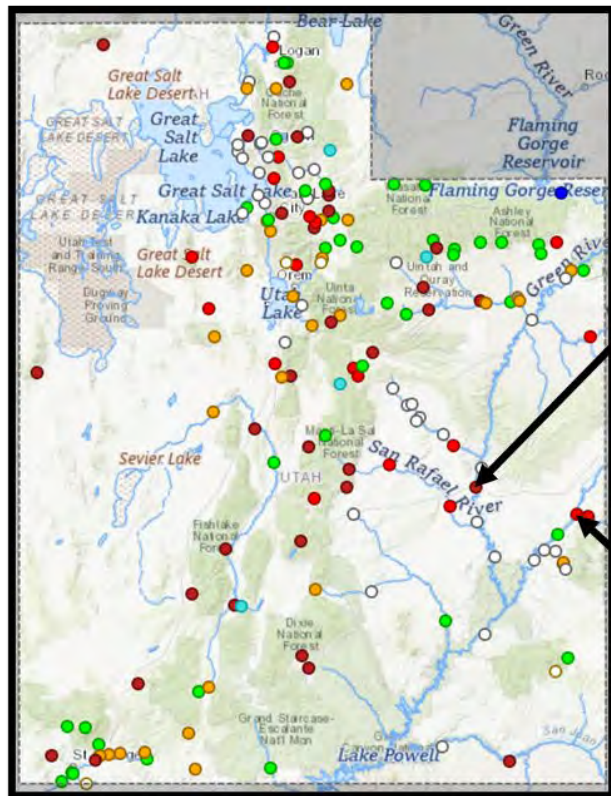 Bear Lake
Green
River
Logan
Great Salt
Lake Desert
GREAT SALT
LAKE DESERT
Great
Salt
Lake
National
Forest
Flaming
Gorge
Reservoir
Great Salt Lake
City
Flaming Gorge Reser
GREAT SALT
LAKE DESERT
Kanaka Lake
Ashley
National
Forest
Utah Test
and Training
Range South
Great Salt
Lake Desert
Green River
Orem
Uintah and
Ouray
Reservation
Dugway
Proving
Ground
Utah
Lake
Uinta
National
Forest
Manti-La Sal
National
Forest
San Rafael
River
Sevier Lake
UTAH
Fishlake
National
Forest
Dixie
National
Forest
Grand Staircase-
Escalante
Nat'l Mon
San Juan
Lake Powell